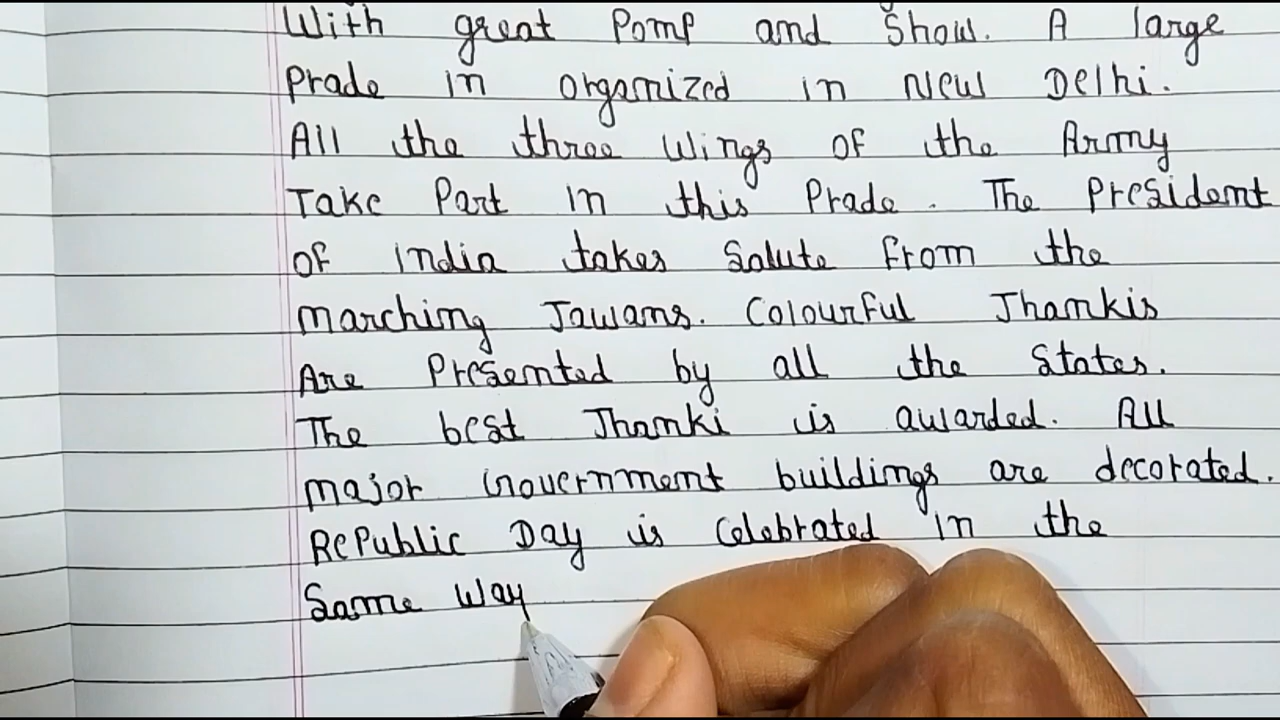 With great Pomp and Show. A large
Prade in organized in New Delhi.
All the three Wings of the Army
Take Part in this Prade. The President
of India takes Salute from the
marching Jawans. Colourful Jhankis
Are Presented by all the States.
The best Jhanki is awarded. All
major Government buildings are decorated.
Republic Day is Celebrated in the
Same Way